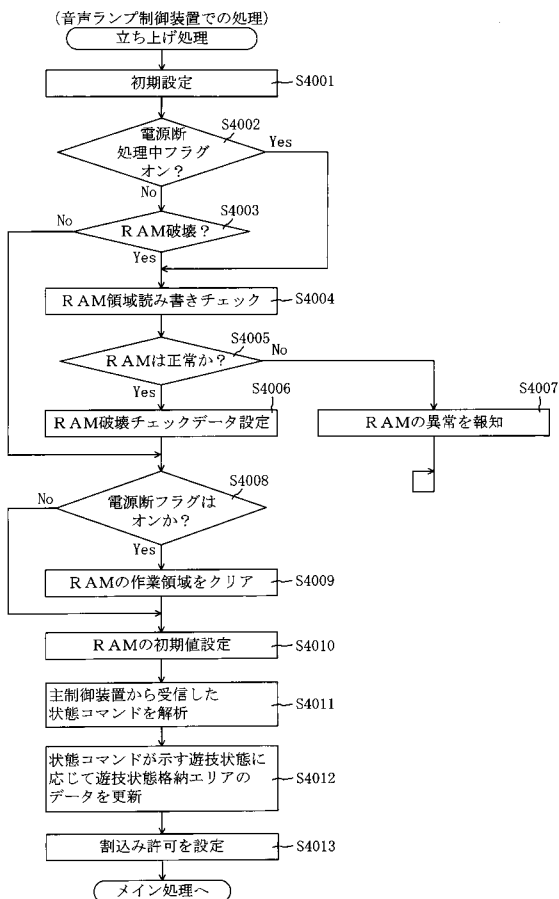 (音声ランプ制御装置での処理)
立ち上げ処理
初期設定
S4001
電源断
処理中フラグ
オン?
S4002
Yes
No
RAM破壊?
S4003
No
Yes
RAM領域読み書きチェック
S4004
RAMは正常か?
S4005
No
Yes
RAM破壊チェックデータ設定
S4006
RAMの異常を報知
S4007
電源断フラグは
オンか?
S4008
No
Yes
RAMの作業領域をクリア
S4009
RAMの初期値設定
S4010
主制御装置から受信した
状態コマンドを解析
S4011
状態コマンドが示す遊技状態に
応じて遊技状態格納エリアの
データを更新
S4012
割込み許可を設定
S4013
メイン処理へ